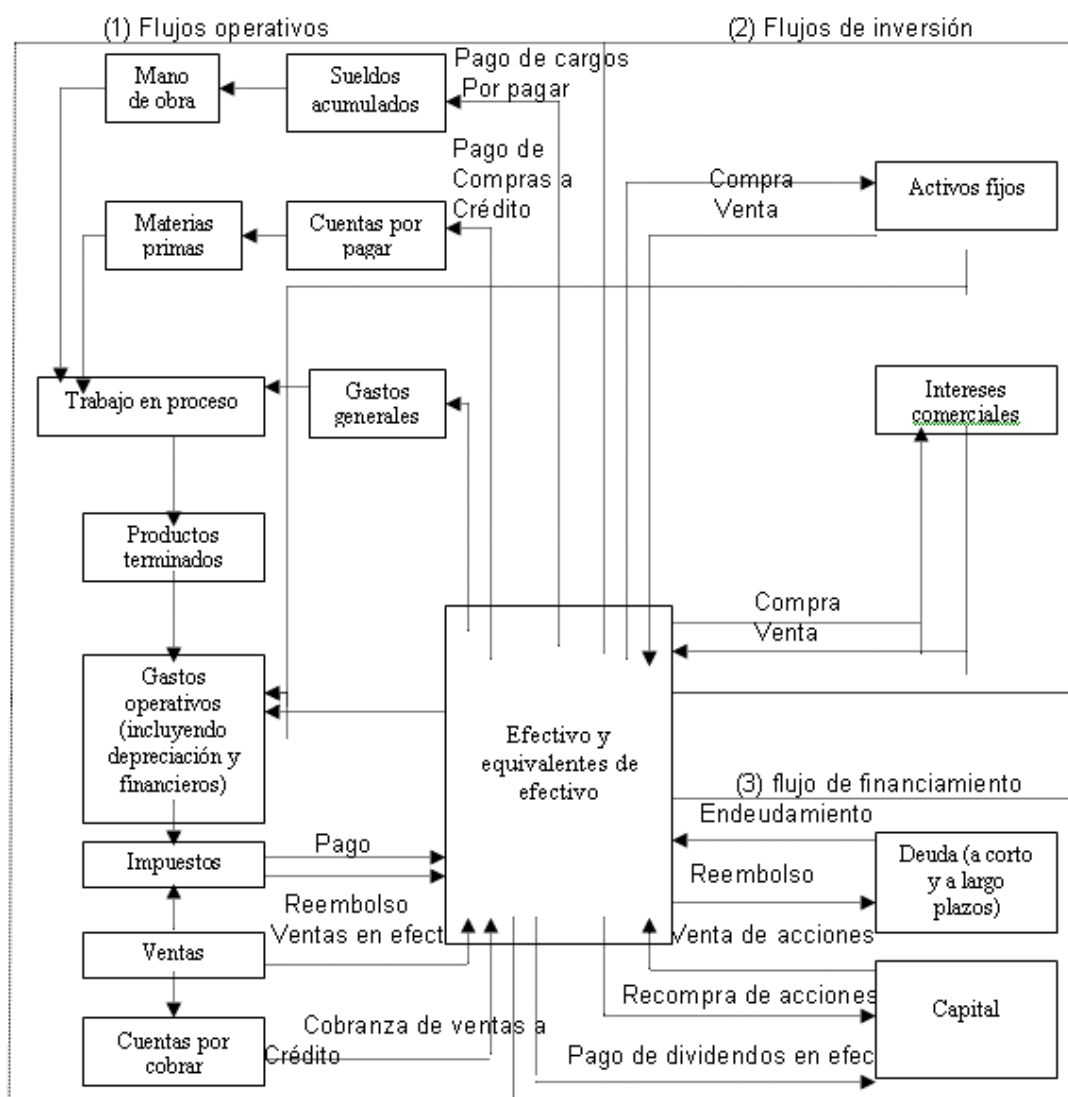 (1) Flujos operativos
(2) Flujos de inversión
Mano
de obra
Sueldos
acumulados
Pago de cargos
Por pagar
Pago de
Compras a
Crédito
Compra
Venta
Activos fijos
Materias
primas
Cuentas por
pagar
Trabajo en proceso
Gastos
generales
Intereses
comerciales
Productos
terminados
Compra
Venta
Gastos
operativos
(incluyendo
depreciación y
financieros)
Efectivo y
equivalentes de
efectivo
(3) flujo de financiamiento
Endeudamiento
Reembolso
Deuda (a corto
y a largo
plazos)
Impuestos
Pago
Reembolso
Ventas en efect
Ventas
Venta de acciones
Recompra de acciones
Capital
Cuentas por
cobrar
Cobranza de ventas a
Crédito
Pago de dividendos en efec